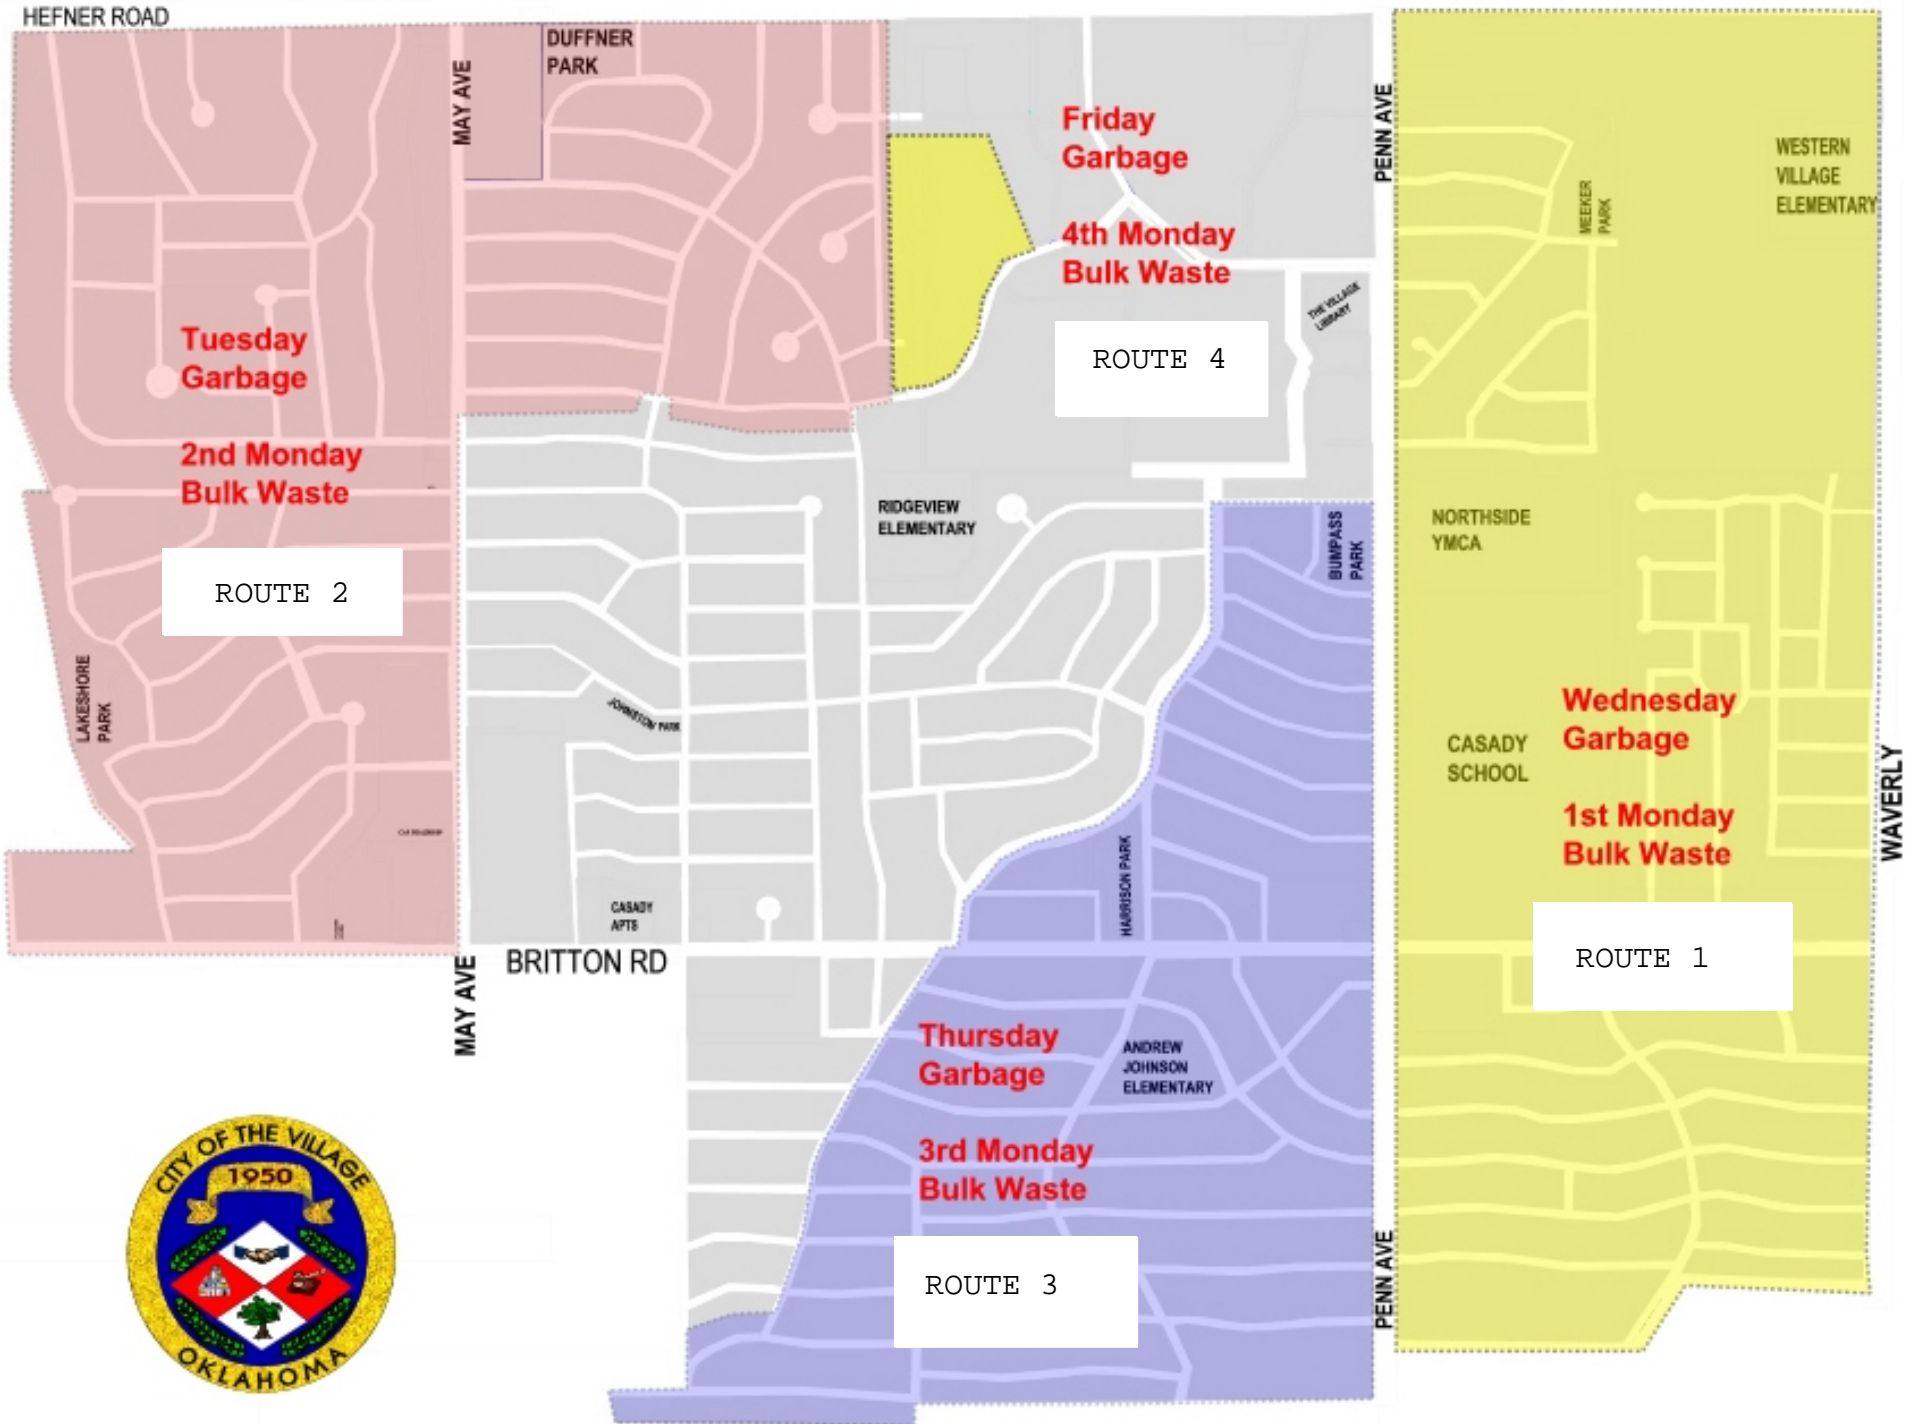 HEFNER ROAD
DUFFNER
PARK
MAY AVE
Friday
Garbage
4th Monday
Bulk Waste
ROUTE 4
PENN AVE
WESTERN
VILLAGE
ELEMENTARY
MEEKER
PARK
THE VILLAGE
LIBRARY
Tuesday
Garbage
2nd Monday
Bulk Waste
ROUTE 2
RIDGEVIEW
ELEMENTARY
BUMPASS
PARK
NORTHSIDE
YMCA
LAKESHORE
PARK
JOHNSTON PARK
CASADY
SCHOOL
Wednesday
Garbage
1st Monday
Bulk Waste
ROUTE 1
WAVERLY
HARRISON PARK
CASADY
APTS
BRITTON RD
MAY AVE
Thursday
Garbage
3rd Monday
Bulk Waste
ROUTE 3
ANDREW
JOHNSON
ELEMENTARY
PENN AVE
CITY OF THE VILLAGE
1950
OKLAHOMA